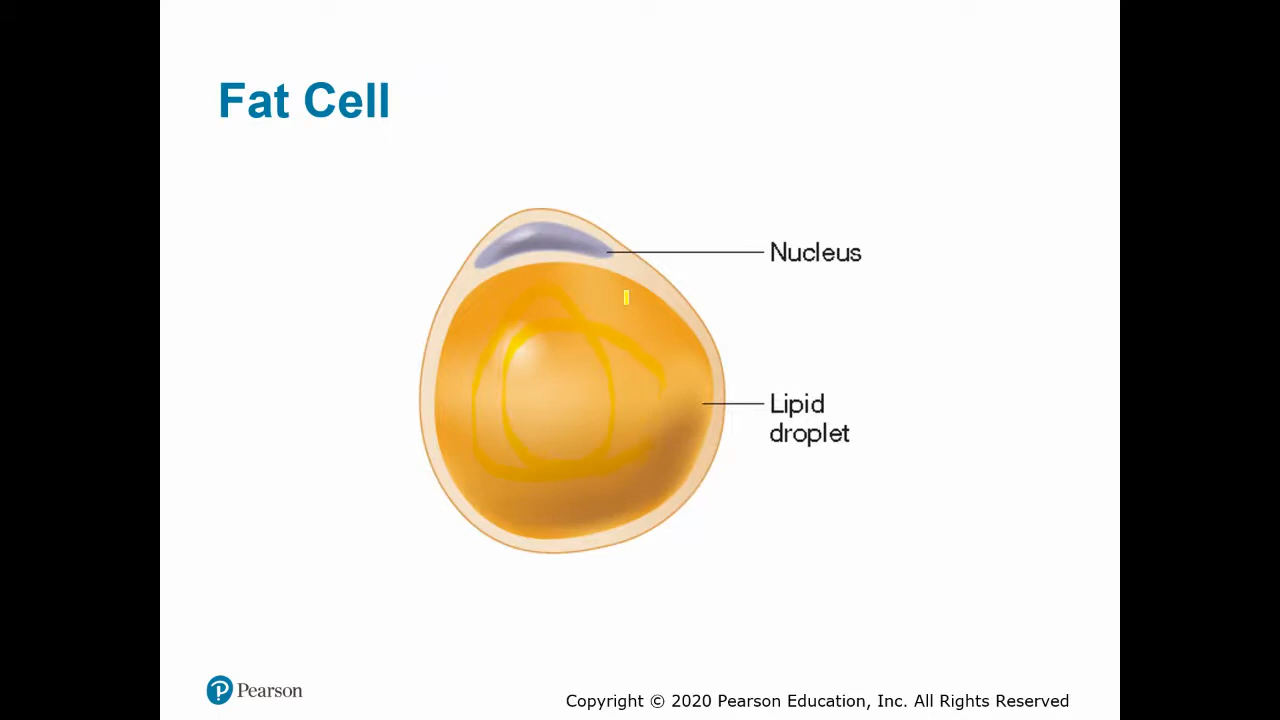 Fat Cell
Nucleus
Lipid
droplet
Pearson
Copyright © 2020 Pearson Education, Inc. All Rights Reserved